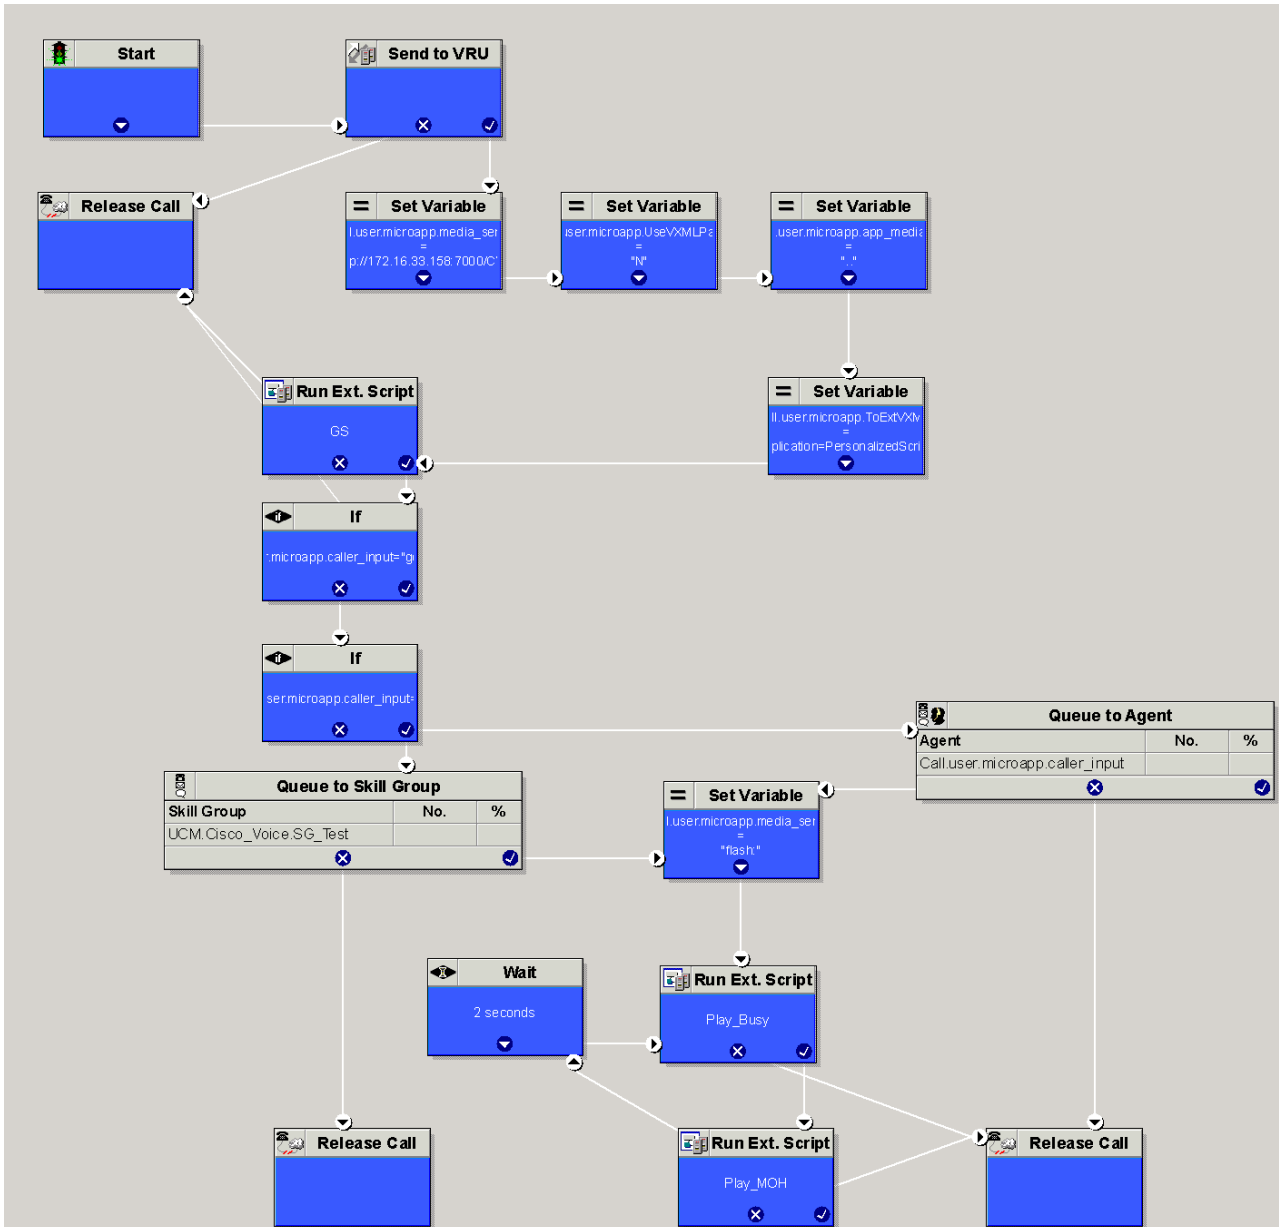 Start
Send to VRU
Release Call
Set Variable
l.user.microapp.media_ser
=
p://172.16.33.158:7000/C
Set Variable
ser.microapp.UseVXMLPa
=
"N"
Set Variable
.user.microapp.app_media
=
".."
Run Ext. Script
GS
Set Variable
ll.user.microapp.ToExtVXM
=
plication=PersonalizedScri
If
.microapp.caller_input="g
If
ser.microapp.caller_input=
Queue to Agent
Agent No. %
Call.user.microapp.caller_input
Queue to Skill Group
Skill Group No. %
UCM.Cisco_Voice.SG_Test
Set Variable
l.user.microapp.media_ser
=
"flash:"
Wait
2 seconds
Run Ext. Script
Play_Busy
Release Call
Run Ext. Script
Play_MOH
Release Call